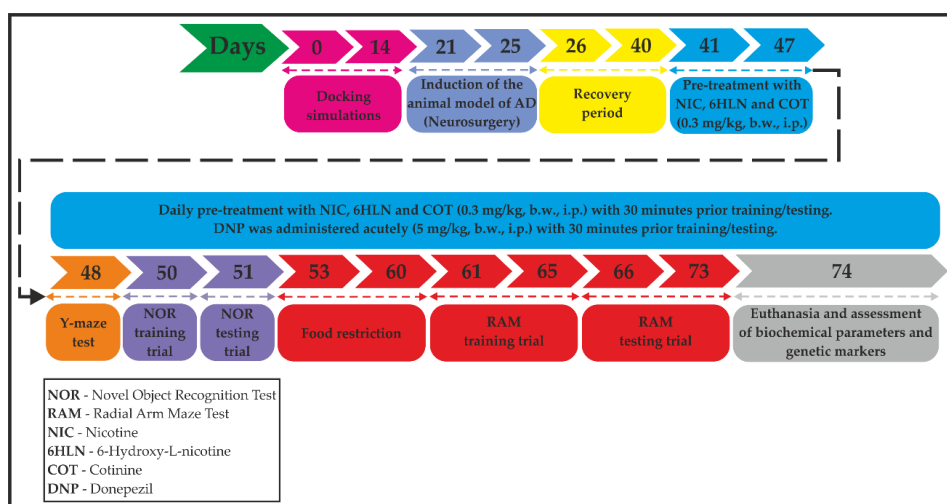 Days 0 14 21 25 26 40 41 47
Docking
simulations
Induction of the
animal model of AD
(Neurosurgery)
Recovery
period
Pre-treatment with
NIC, 6HLN and COT
(0.3 mg/kg, b.w., i.p.)
Daily pre-treatment with NIC, 6HLN and COT (0.3 mg/kg, b.w., i.p.) with 30 minutes prior training/testing.
DNP was administered acutely (5 mg/kg, b.w., i.p.) with 30 minutes prior training/testing.
48 50 51 53 60 61 65 66 73 74
Y-maze
test
NOR
training
trial
NOR
testing
trial
Food restriction
RAM
training trial
RAM
testing trial
Euthanasia and assessment
of biochemical parameters and
genetic markers
NOR - Novel Object Recognition Test
RAM - Radial Arm Maze Test
NIC - Nicotine
6HLN - 6-Hydroxy-L-nicotine
COT - Cotinine
DNP - Donepezil